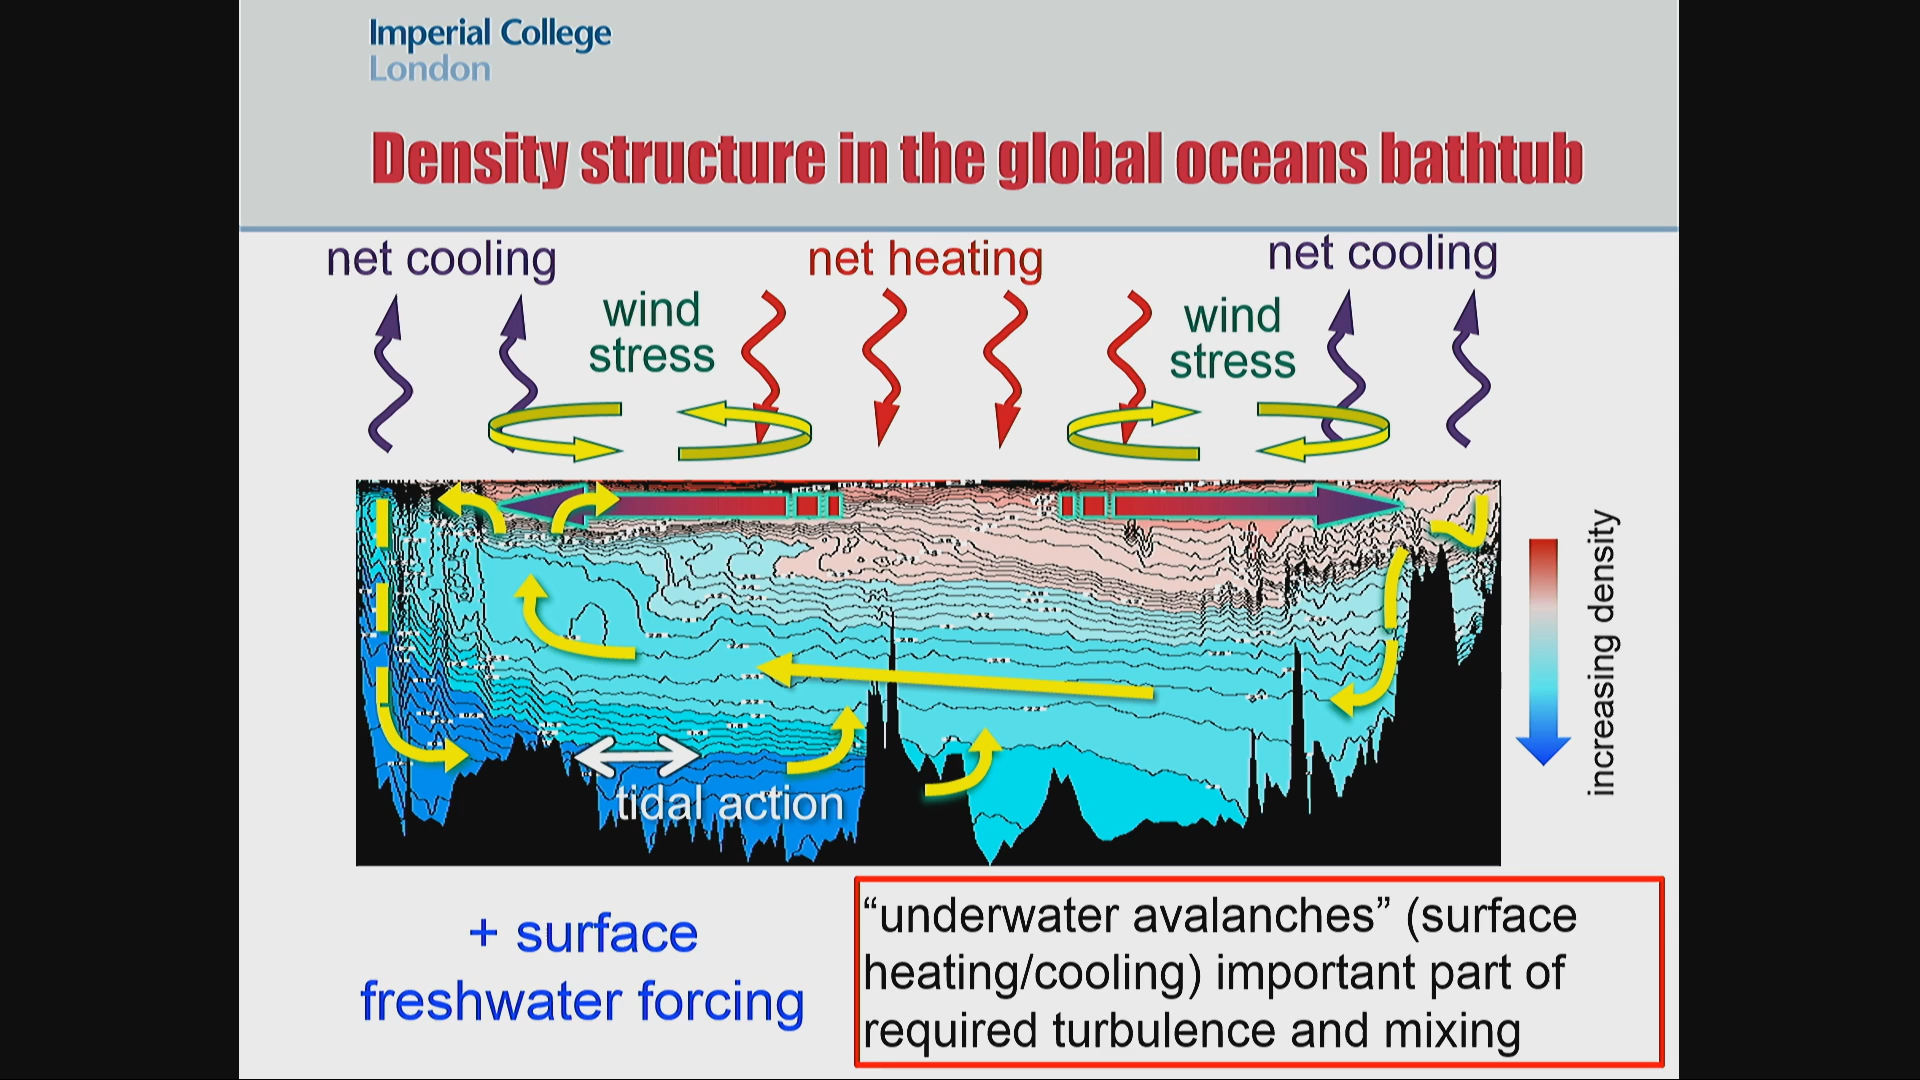 Imperial College
London
Density structure in the global oceans bathtub
net cooling
net heating
net cooling
wind
stress
wind
stress
increasing density
tidal action
+ surface
freshwater forcing
“underwater avalanches” (surface
heating/cooling) important part of
required turbulence and mixing